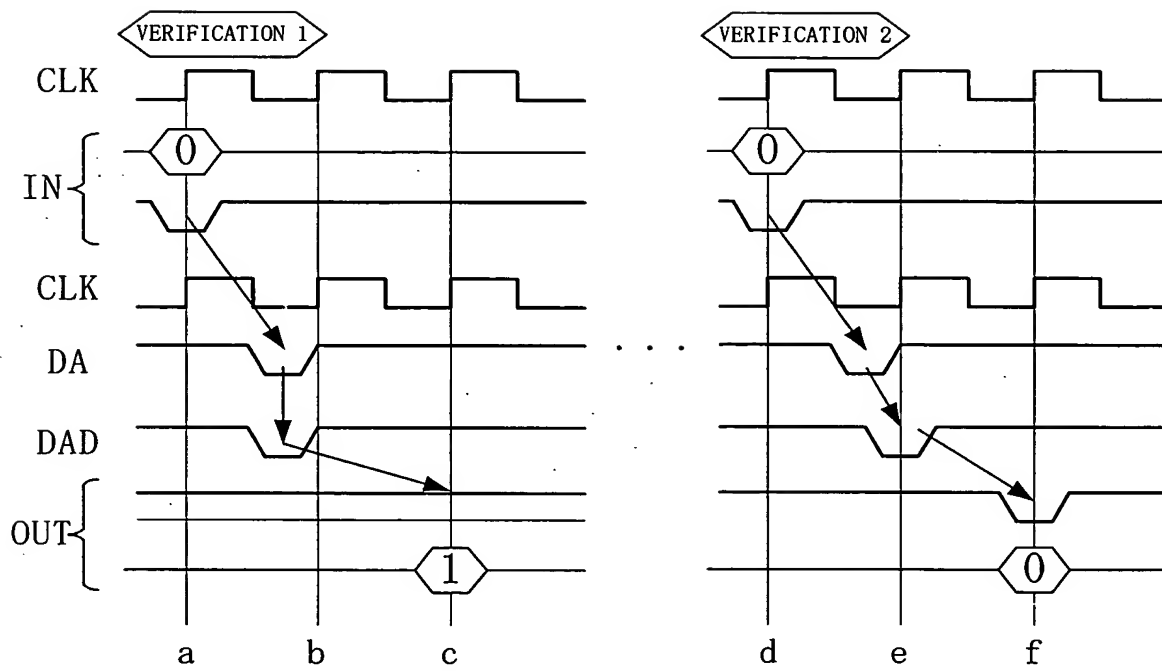 VERIFICATION 1 VERIFICATION 2
CLK
0 0
IN
CLK
DA
. . .
DAD
OUT
1 0
a b c d e f